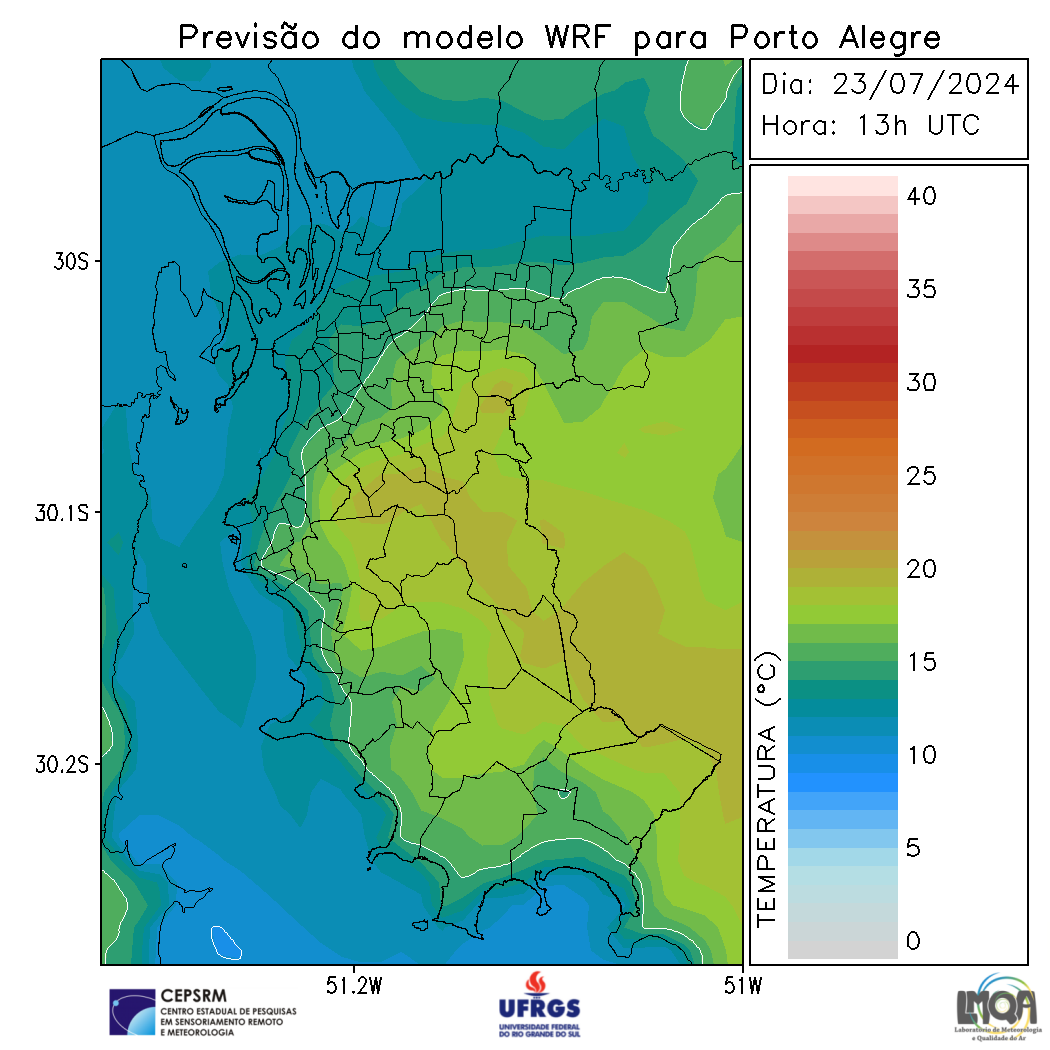 Previsão do modelo WRF para Porto Alegre
Dia: 23/07/2024
Hora: 13h UTC
40
35
30
25
20
15
10
5
0
TEMPERATURA (°C)
30S
30.1S
30.2S
51.2W
51W
CEPSRM
CENTRO ESTADUAL DE PESQUISAS
EM SENSORIAMENTO REMOTO
E METEOROLOGIA
UFRGS
UNIVERSIDADE FEDERAL
DO RIO GRANDE DO SUL
LMQA
Laboratório de Meteorologia
e Qualidade do Ar